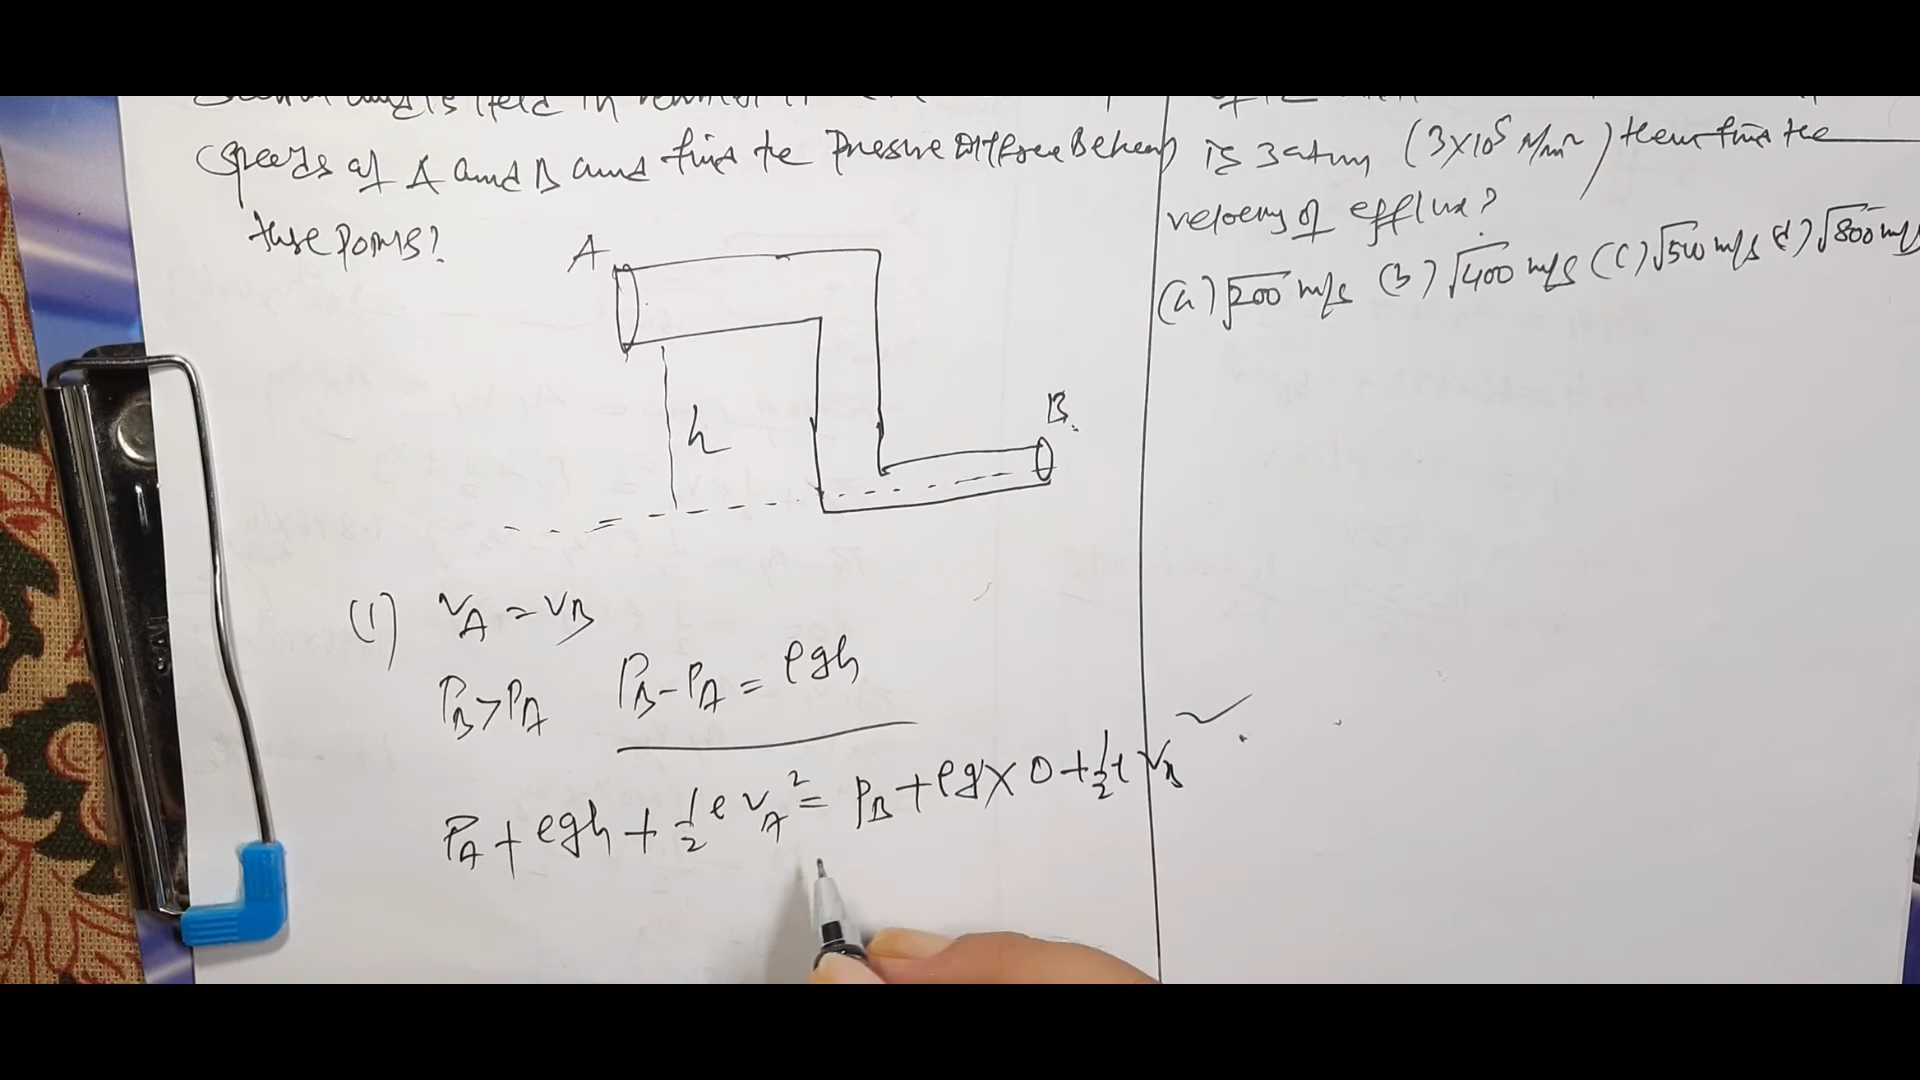 speeds of A and B and find the Pressure Diffrence Between
these points?
A
h
B.
(1) vA = vB
PB > PA PB - PA = ρgh
PA + ρgh + 1/2 ρ vA² = PB + ρg × 0 + 1/2 ρ vB
is 3 atm (3×10⁵ N/m²) then find the
velocity of efflux?
(a) √200 m/s (B) √400 m/s (C) √500 m/s d) √800 m/s